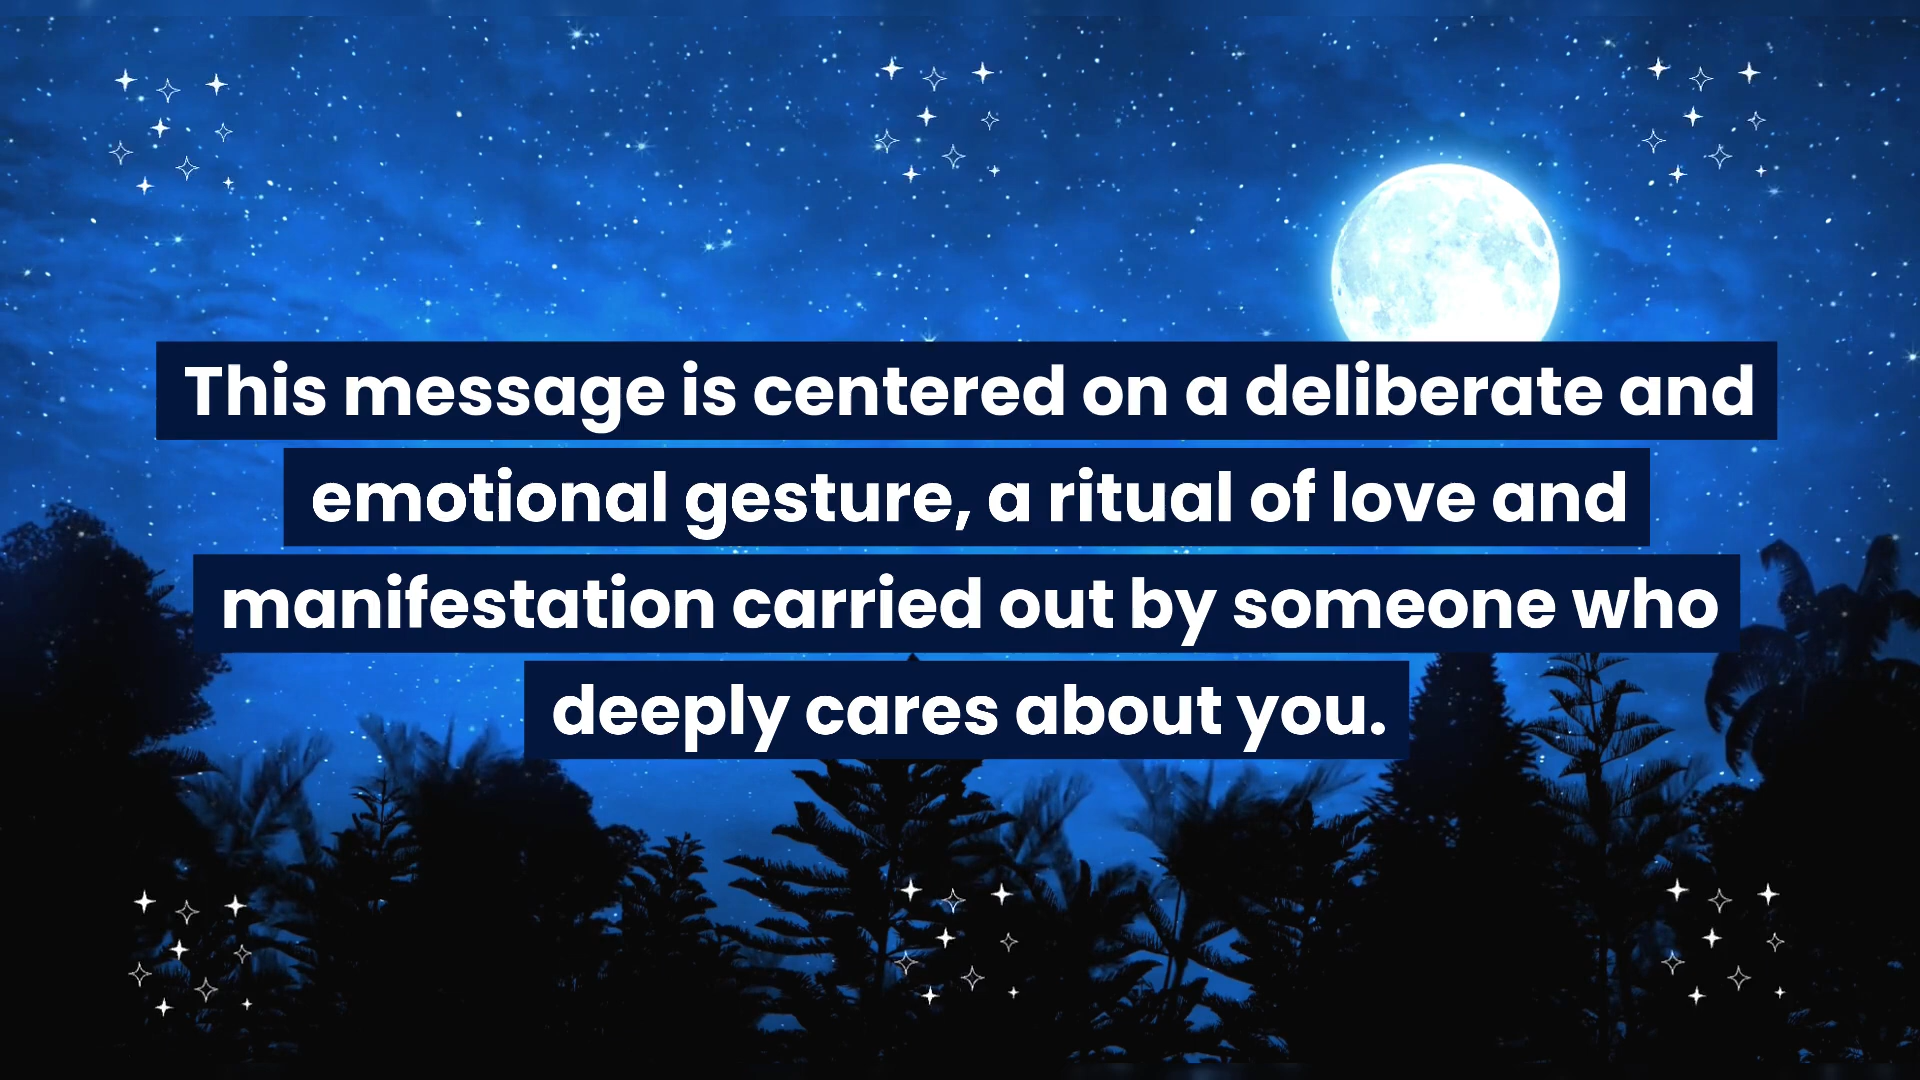 This message is centered on a deliberate and
emotional gesture, a ritual of love and
manifestation carried out by someone who
deeply cares about you.